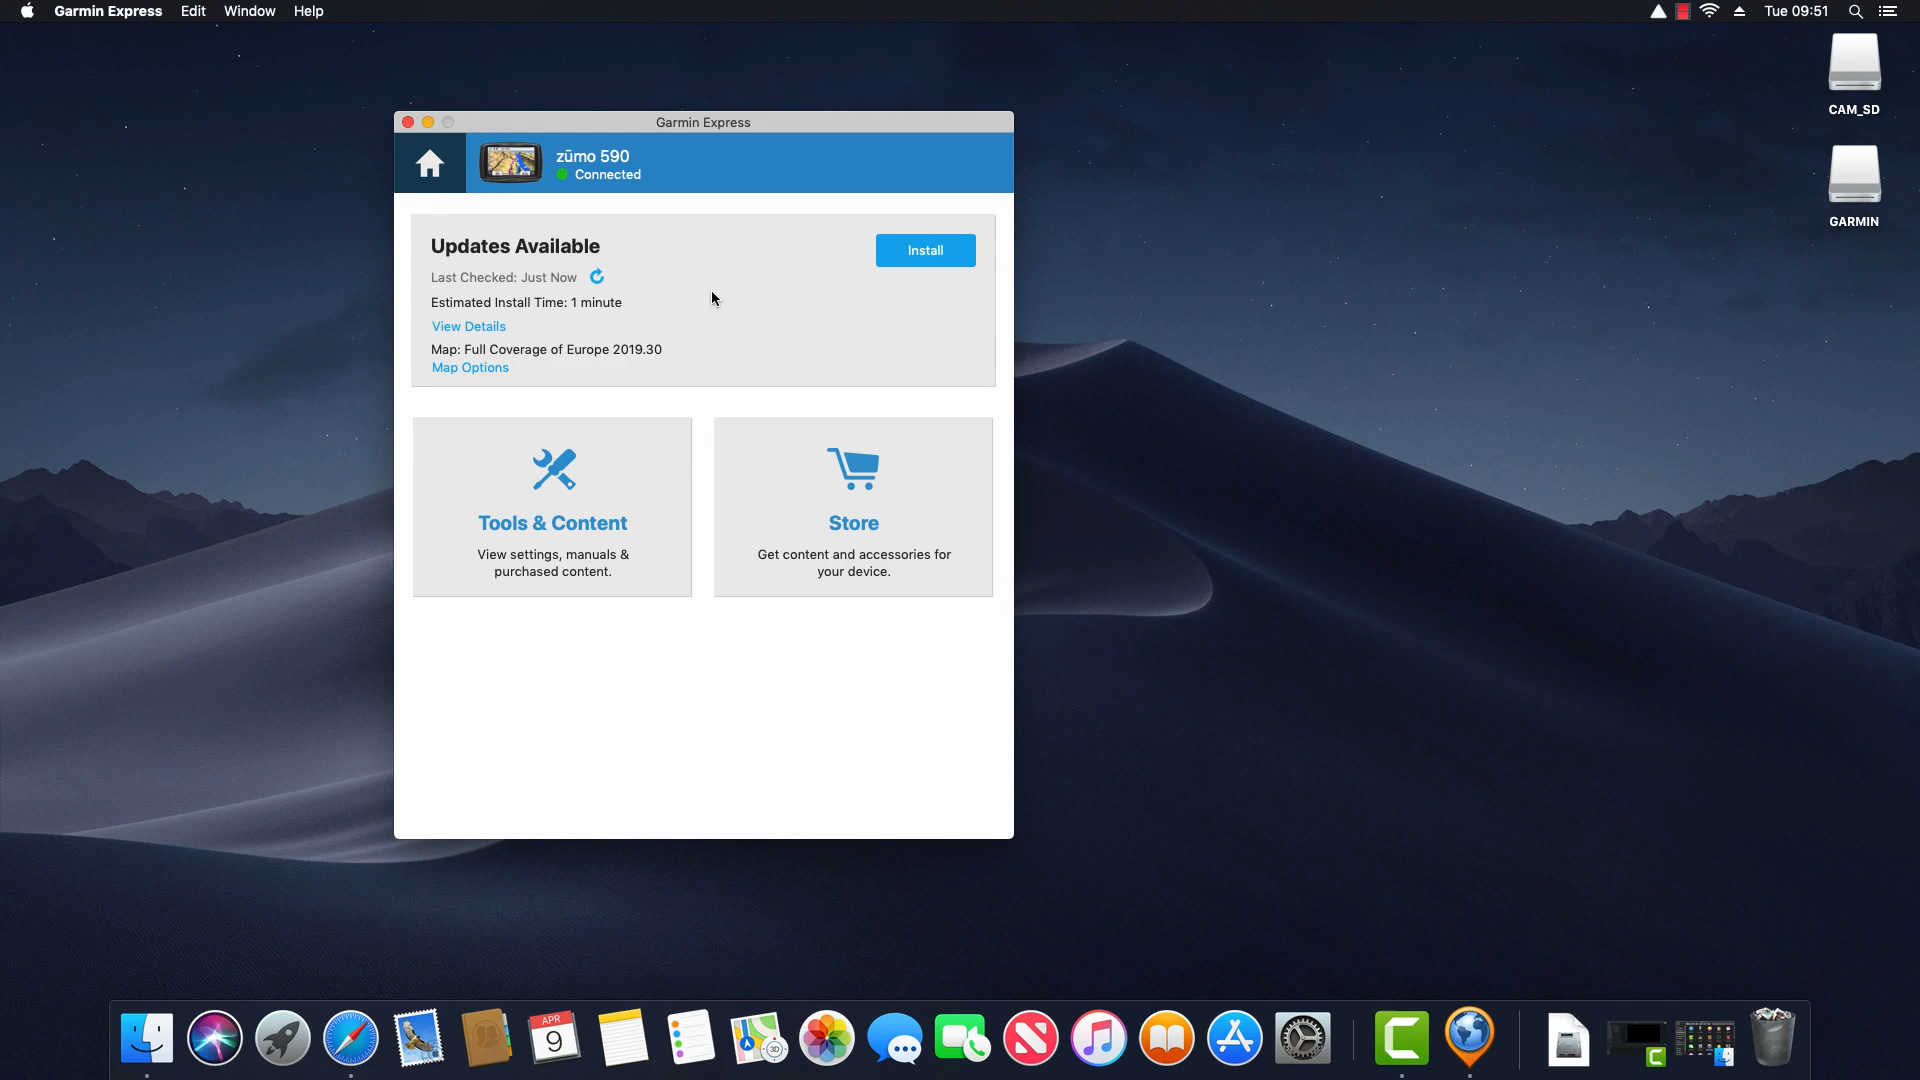 Garmin Express Edit Window Help
Tue 09:51
CAM_SD
GARMIN
Garmin Express
zūmo 590
Connected
Updates Available
Install
Last Checked: Just Now
Estimated Install Time: 1 minute
View Details
Map: Full Coverage of Europe 2019.30
Map Options
Tools & Content
View settings, manuals &
purchased content.
Store
Get content and accessories for
your device.
APR
9
3D